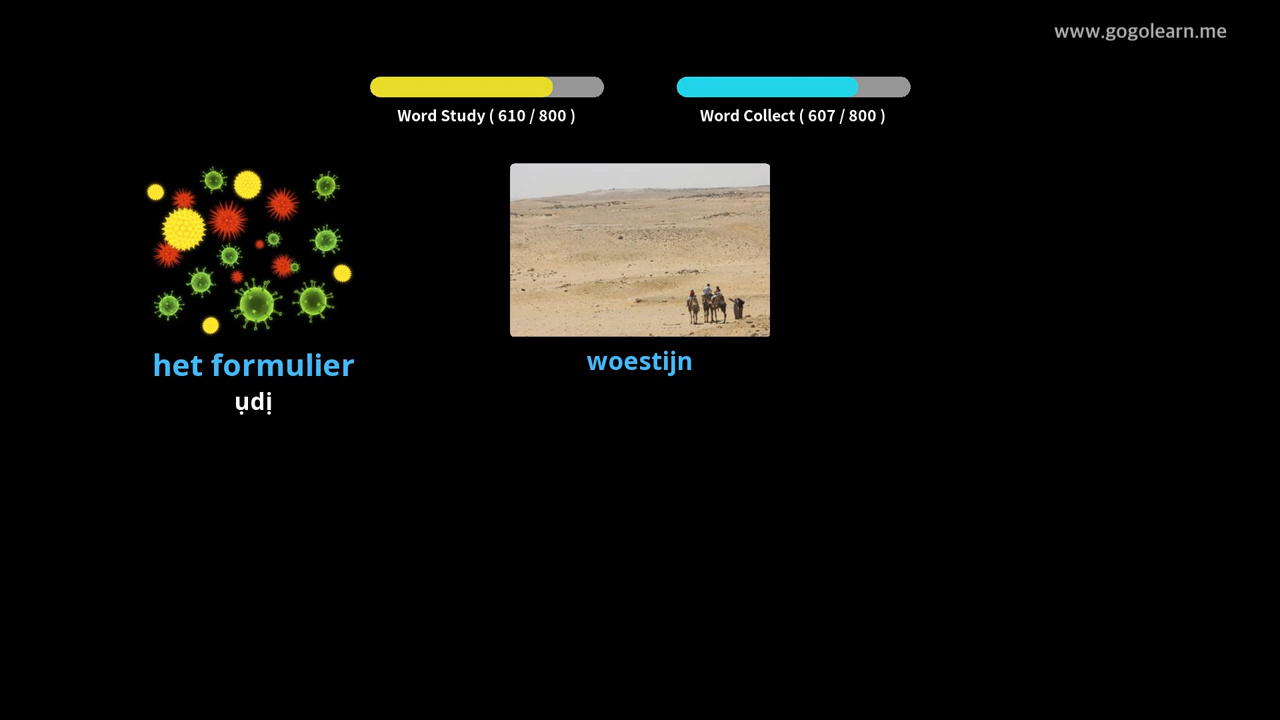 www.gogolearn.me
Word Study ( 610 / 800 )
Word Collect ( 607 / 800 )
het formulier
ụdị
woestijn